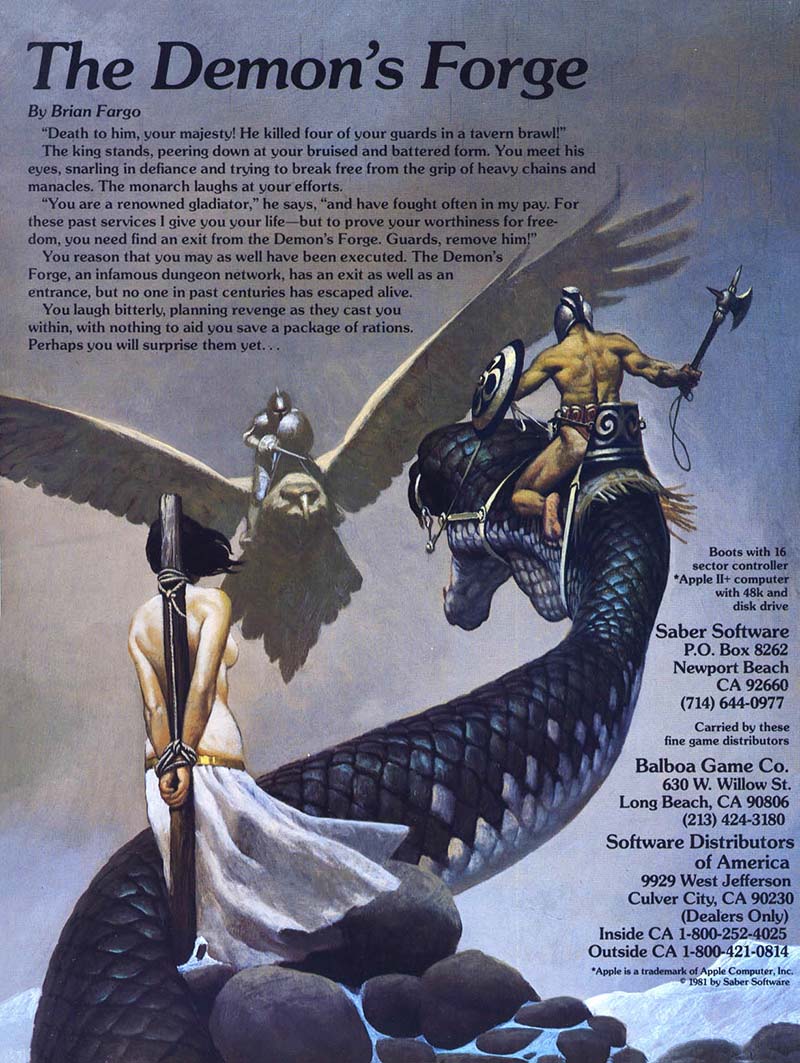 The Demon's Forge
By Brian Fargo
“Death to him, your majesty! He killed four of your guards in a tavern brawl!”
The king stands, peering down at your bruised and battered form. You meet his
eyes, snarling in defiance and trying to break free from the grip of heavy chains and
manacles. The monarch laughs at your efforts.
“You are a renowned gladiator,” he says, “and have fought often in my pay. For
these past services I give you your life—but to prove your worthiness for free-
dom, you need find an exit from the Demon's Forge. Guards, remove him!”
You reason that you may as well have been executed. The Demon's
Forge, an infamous dungeon network, has an exit as well as an
entrance, but no one in past centuries has escaped alive.
You laugh bitterly, planning revenge as they cast you
within, with nothing to aid you save a package of rations.
Perhaps you will surprise them yet. . .
Boots with 16
sector controller
*Apple II+ computer
with 48k and
disk drive
Saber Software
P.O. Box 8262
Newport Beach
CA 92660
(714) 644-0977
Carried by these
fine game distributors
Balboa Game Co.
630 W. Willow St.
Long Beach, CA 90806
(213) 424-3180
Software Distributors
of America
9929 West Jefferson
Culver City, CA 90230
(Dealers Only)
Inside CA 1-800-252-4025
Outside CA 1-800-421-0814
*Apple is a trademark of Apple Computer, Inc.
© 1981 by Saber Software